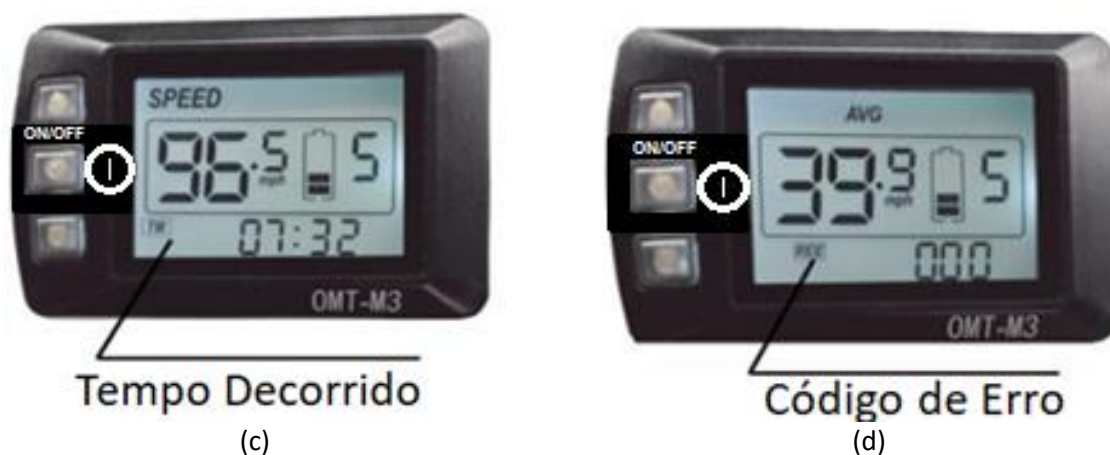 SPEED
ON/OFF
96.5 mph 5
07:32
OMT-M3
Tempo Decorrido
(c)
AVG
ON/OFF
39.9 mph 5
000
OMT-M3
Código de Erro
(d)